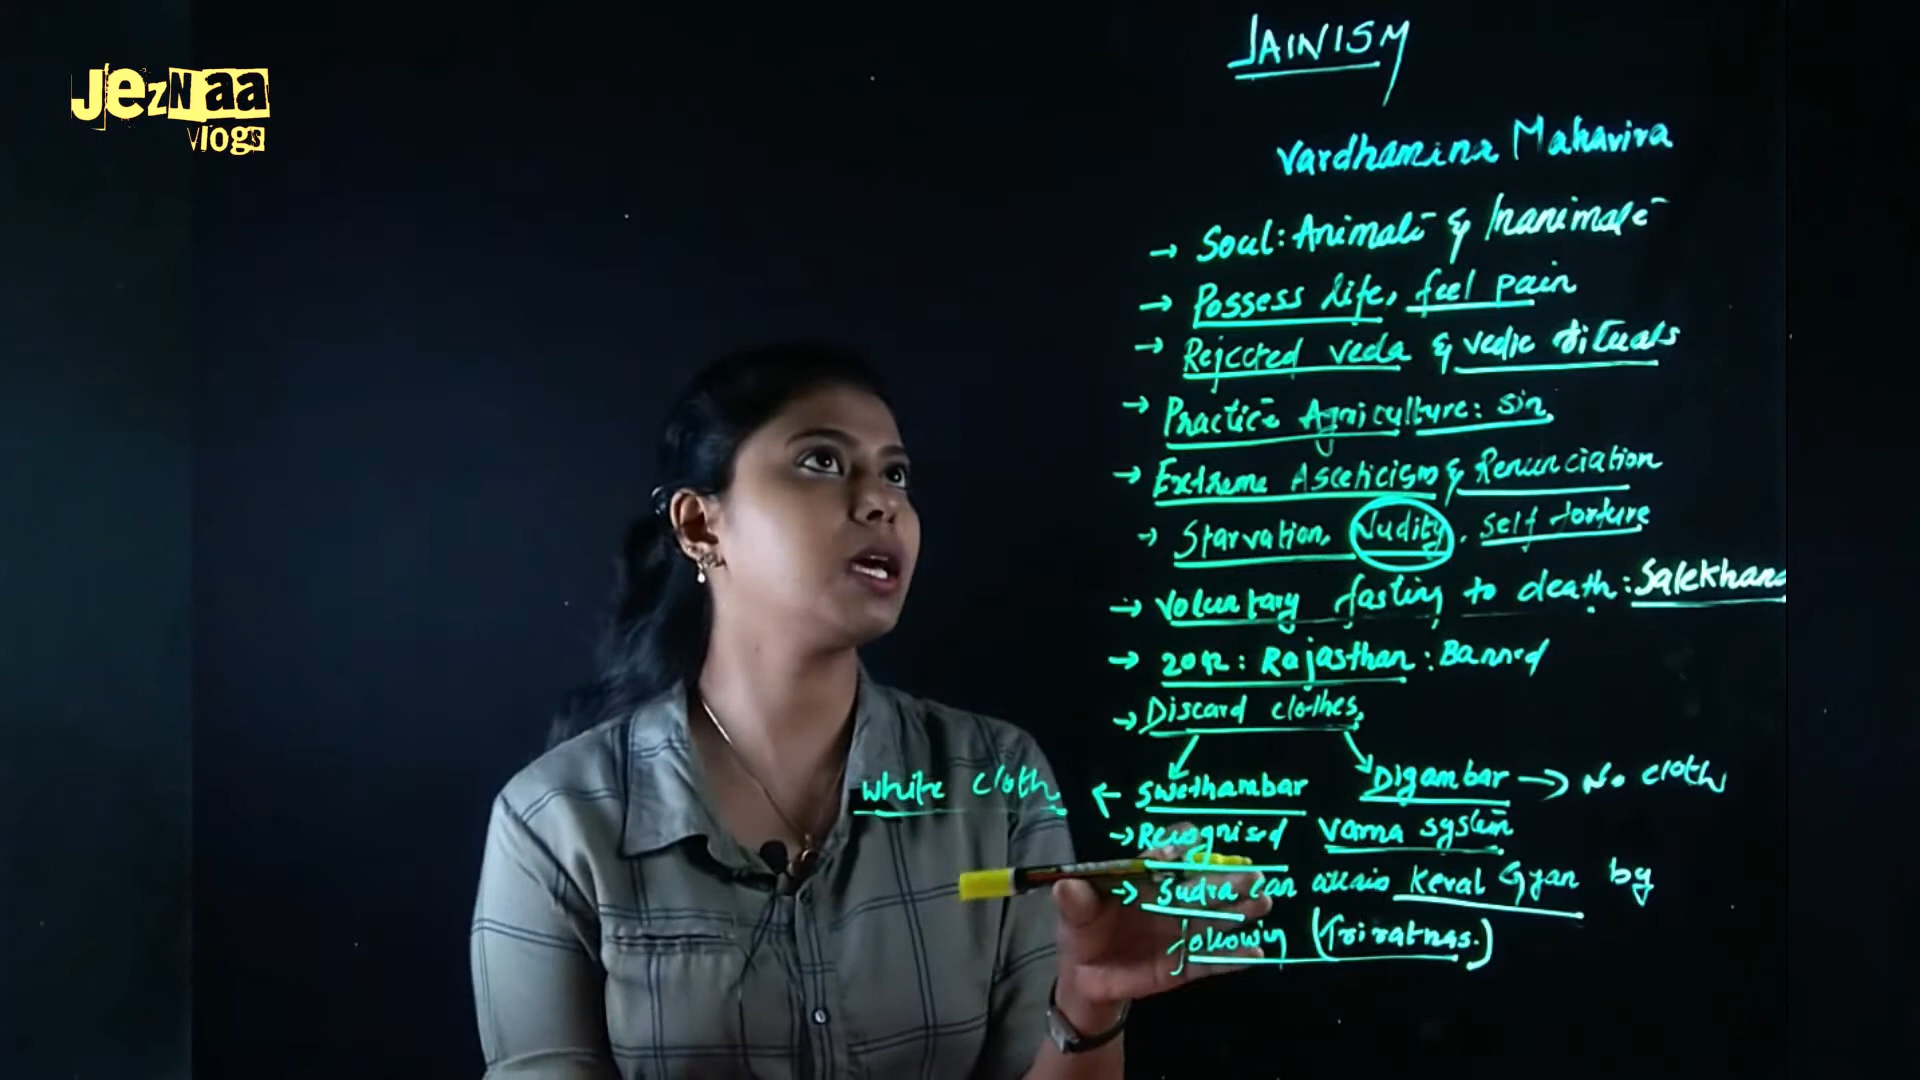 JEZNAA
vlogs
JAINISM
Vardhamana Mahavira
→ Soul: Animate & Inanimate
→ Possess life, feel pain
→ Rejected veda & vedic rituals
→ Practice Agriculture: sin
→ Extreme Asceticism & Renunciation
→ Starvation, Nudity, self torture
→ Voluntary fasting to death: Salekhana
→ Rajasthan: Banned
→ Discard clothes,
white cloth ← Swethambar Digambar → No cloth
→ Recognised varna system
→ Sudra can attain Keval Gyan by
following (Triratnas.)